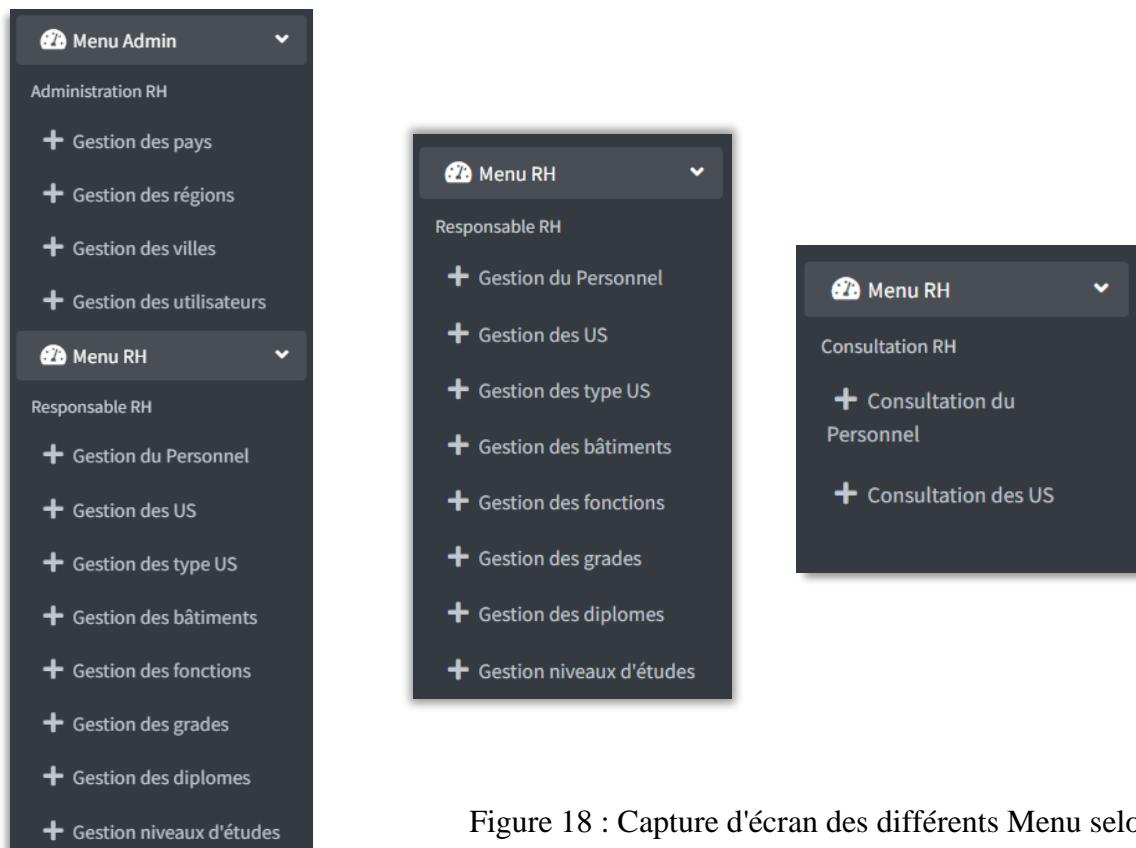 Menu Admin
Administration RH
Gestion des pays
Gestion des régions
Gestion des villes
Gestion des utilisateurs
Menu RH
Responsable RH
Gestion du Personnel
Gestion des US
Gestion des type US
Gestion des bâtiments
Gestion des fonctions
Gestion des grades
Gestion des diplomes
Gestion niveaux d'études
Menu RH
Responsable RH
Gestion du Personnel
Gestion des US
Gestion des type US
Gestion des bâtiments
Gestion des fonctions
Gestion des grades
Gestion des diplomes
Gestion niveaux d'études
Menu RH
Consultation RH
Consultation du
Personnel
Consultation des US
Figure 18 : Capture d'écran des différents Menu